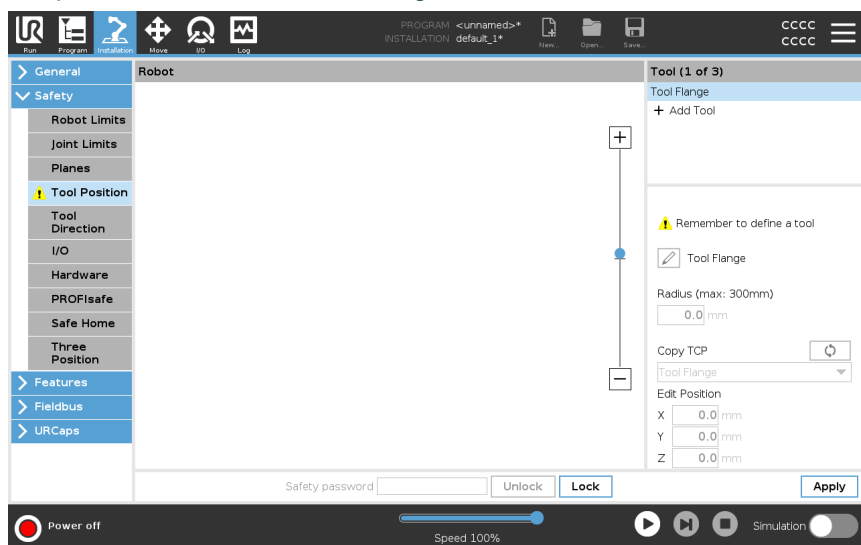 PROGRAM <unnamed>*
INSTALLATION default_1*
Run
Program
Installation
Move
I/O
Log
New...
Open...
Save...
cccc
cccc
General
Safety
Robot Limits
Joint Limits
Planes
Tool Position
Tool
Direction
I/O
Hardware
PROFIsafe
Safe Home
Three
Position
Features
Fieldbus
URCaps
Robot
Tool (1 of 3)
Tool Flange
+ Add Tool
Remember to define a tool
Tool Flange
Radius (max: 300mm)
0.0 mm
Copy TCP
Tool Flange
Edit Position
X 0.0 mm
Y 0.0 mm
Z 0.0 mm
Safety password
Unlock
Lock
Apply
Power off
Speed 100%
Simulation